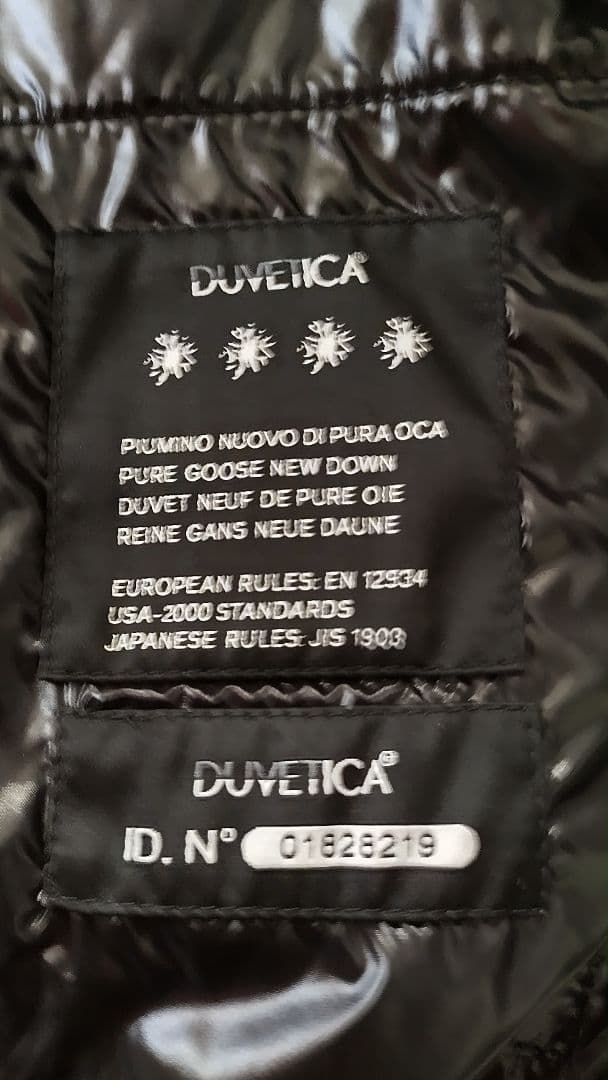 DUVETICA®
PIUMINO NUOVO DI PURA OCA
PURE GOOSE NEW DOWN
DUVET NEUF DE PURE OIE
REINE GANS NEUE DAUNE
EUROPEAN RULES: EN 12934
USA-2000 STANDARDS
JAPANESE RULES: JIS 1903
DUVETICA®
ID. N° 01828219